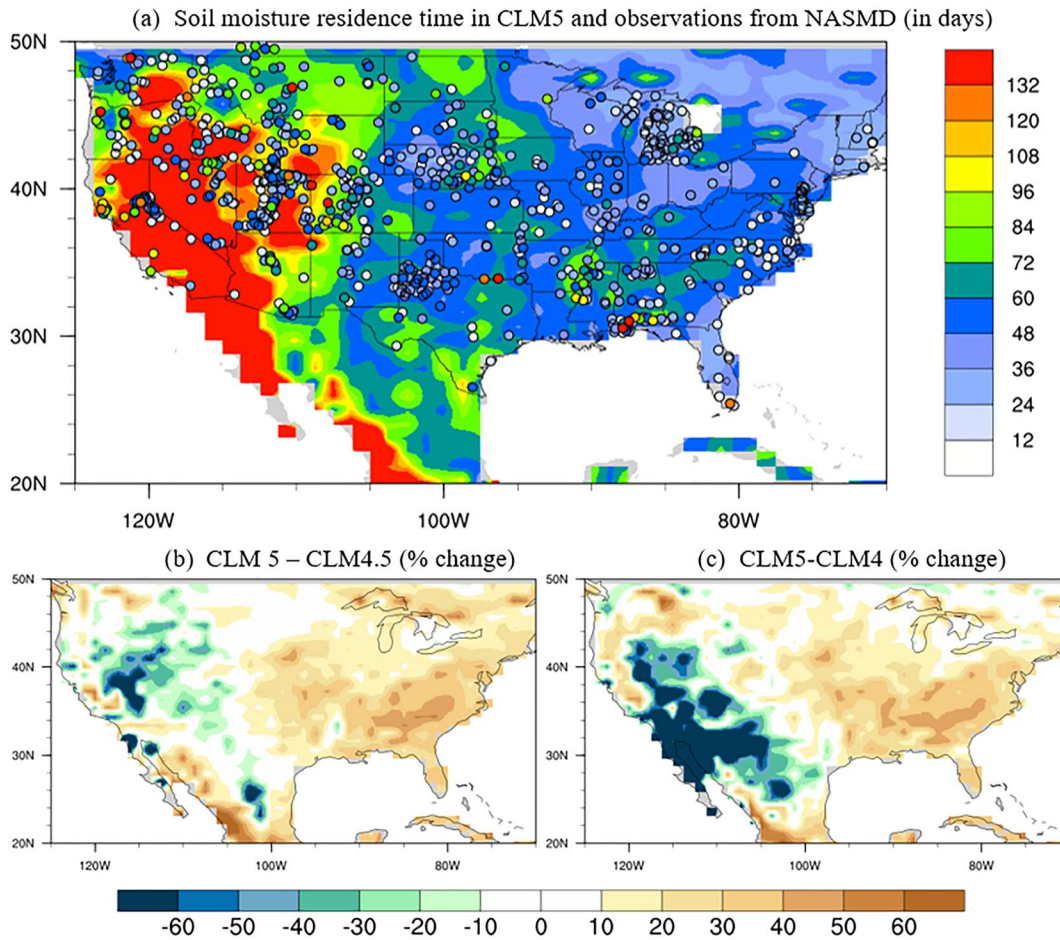 (a) Soil moisture residence time in CLM5 and observations from NASMD (in days)
50N
40N
30N
20N
120W 100W 80W
132
120
108
96
84
72
60
48
36
24
12
(b) CLM 5 – CLM4.5 (% change)
50N
40N
30N
20N
120W 100W 80W
(c) CLM5-CLM4 (% change)
50N
40N
30N
20N
120W 100W 80W
-60 -50 -40 -30 -20 -10 0 10 20 30 40 50 60